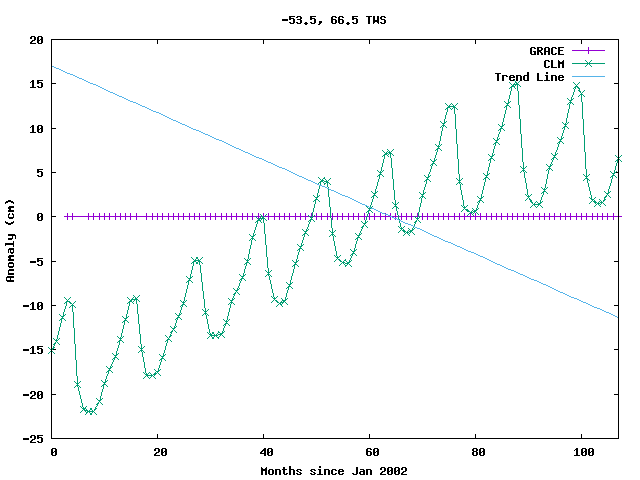 -53.5, 66.5 TWS
GRACE
CLM
Trend Line
20
15
10
5
0
-5
-10
-15
-20
-25
Anomaly (cm)
0 20 40 60 80 100
Months since Jan 2002